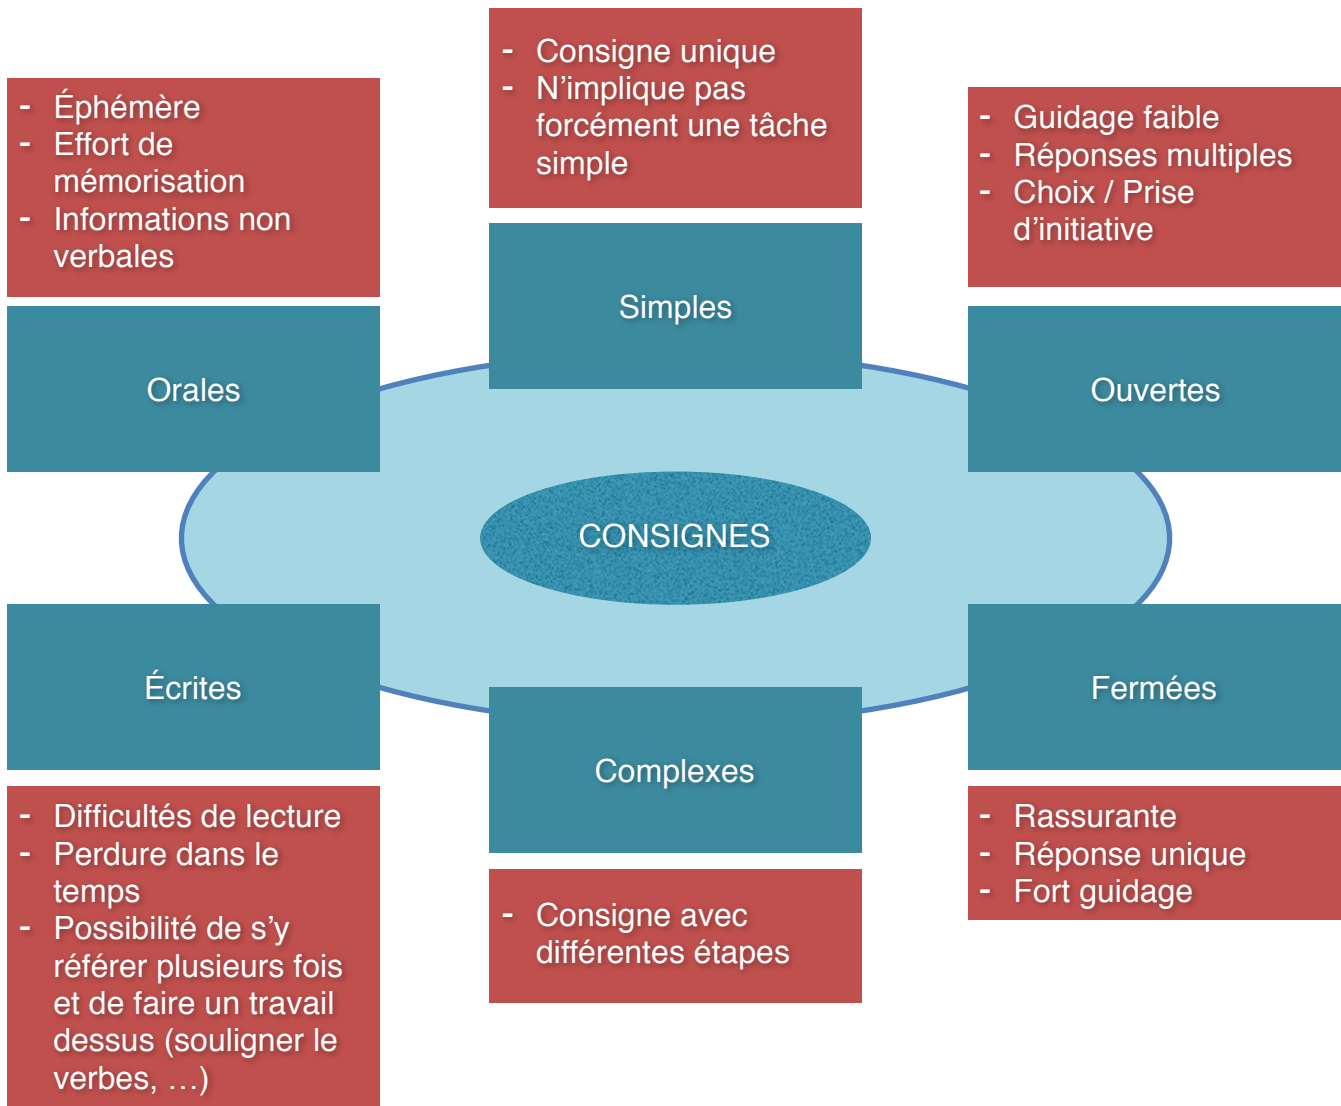 - Éphémère
- Effort de
mémorisation
- Informations non
verbales
Orales
- Consigne unique
- N’implique pas
forcément une tâche
simple
Simples
- Guidage faible
- Réponses multiples
- Choix / Prise
d’initiative
Ouvertes
CONSIGNES
Écrites
- Difficultés de lecture
- Perdure dans le
temps
- Possibilité de s’y
référer plusieurs fois
et de faire un travail
dessus (souligner le
verbes, …)
Complexes
- Consigne avec
différentes étapes
Fermées
- Rassurante
- Réponse unique
- Fort guidage